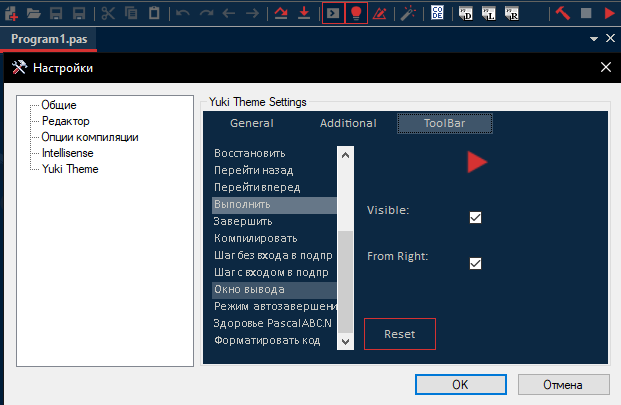 CO
DE
D
L
R
Program1.pas
Настройки
Общие
Редактор
Опции компиляции
Intellisense
Yuki Theme
Yuki Theme Settings
General
Additional
ToolBar
Восстановить
Перейти назад
Перейти вперед
Выполнить
Завершить
Компилировать
Шаг без входа в подпр
Шаг с входом в подпр
Окно вывода
Режим автозавершени
Здоровье PascalABC.N
Форматировать код
Visible:
From Right:
Reset
OK
Отмена